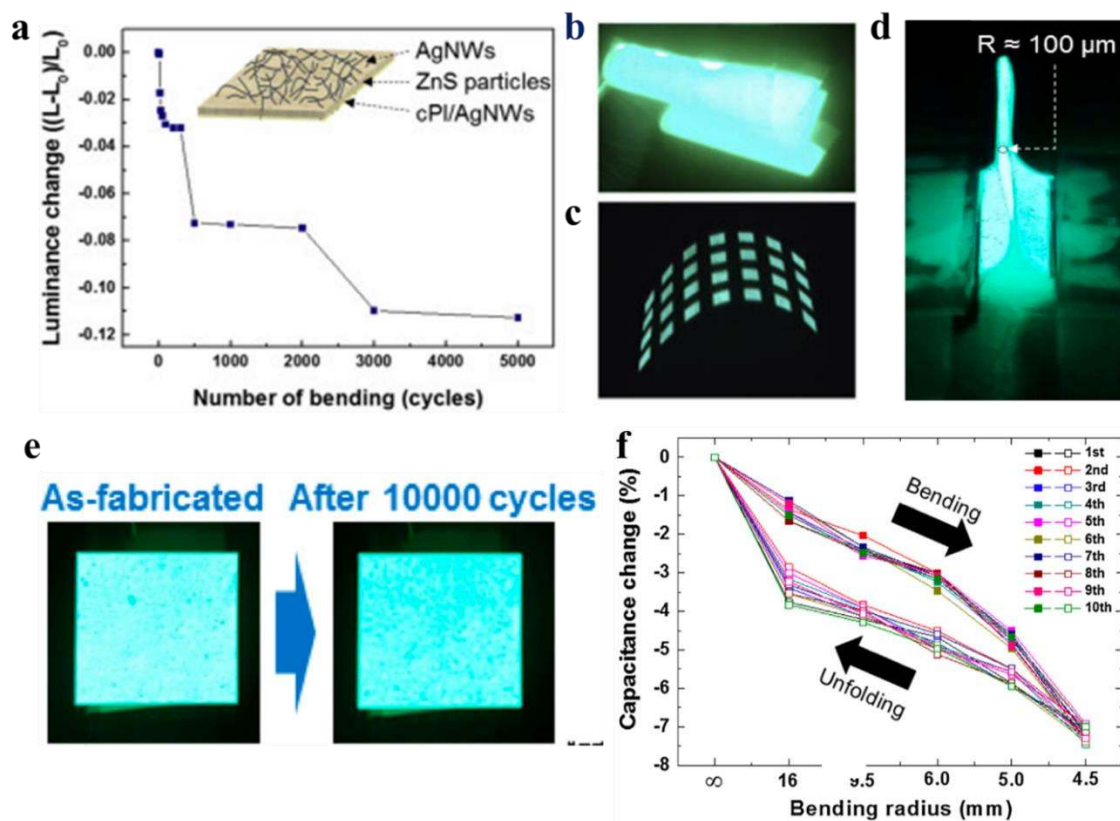 a
0.00
-0.02
-0.04
-0.06
-0.08
-0.10
-0.12
0
1000
2000
3000
4000
5000
Luminance change ((L-L₀)/L₀)
Number of bending (cycles)
AgNWs
ZnS particles
cPI/AgNWs
b
c
d
R ≈ 100 µm
e
As-fabricated
After 10000 cycles
f
0
-1
-2
-3
-4
-5
-6
-7
-8
Capacitance change (%)
∞
16
6.0
5.0
4.5
Bending radius (mm)
Bending
Unfolding
1st
2nd
3rd
4th
5th
6th
7th
8th
9th
10th